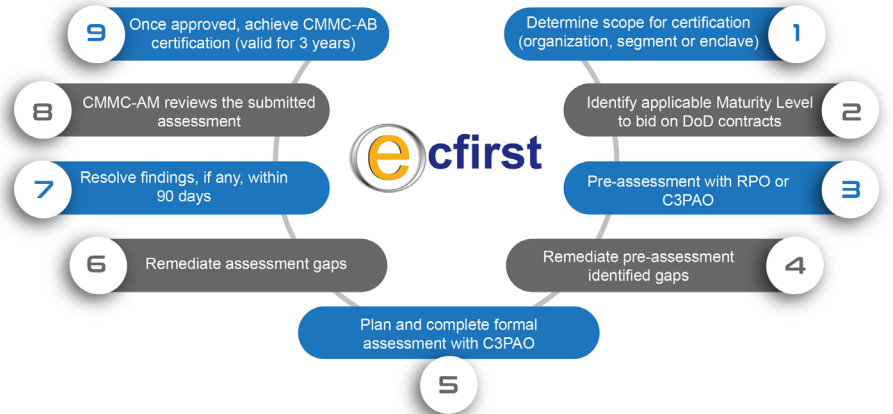 1
Determine scope for certification
(organization, segment or enclave)
2
Identify applicable Maturity Level
to bid on DoD contracts
3
Pre-assessment with RPO or
C3PAO
4
Remediate pre-assessment
identified gaps
5
Plan and complete formal
assessment with C3PAO
6
Remediate assessment gaps
7
Resolve findings, if any, within
90 days
8
CMMC-AM reviews the submitted
assessment
9
Once approved, achieve CMMC-AB
certification (valid for 3 years)
ecfirst